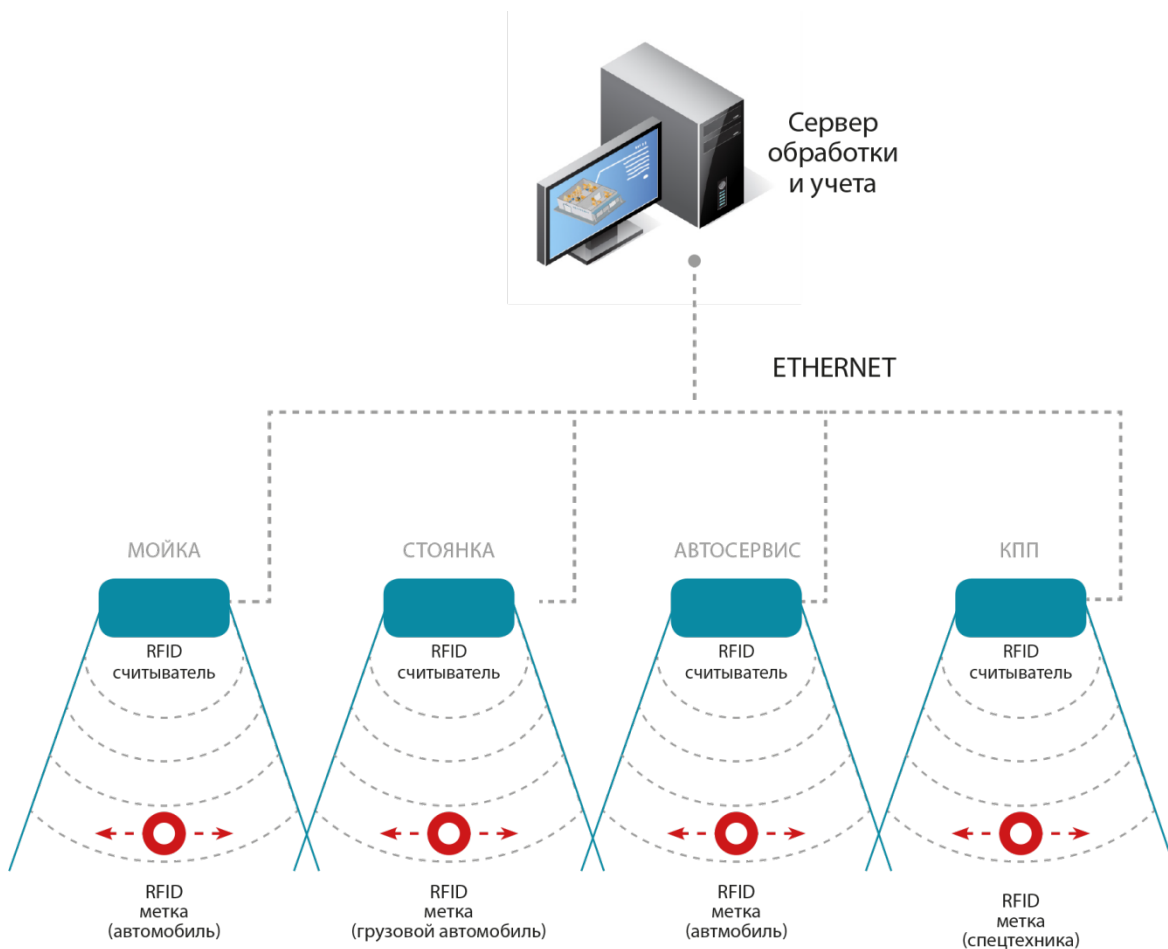 Сервер
обработки
и учета
ETHERNET
МОЙКА
СТОЯНКА
АВТОСЕРВИС
КПП
RFID
считыватель
RFID
считыватель
RFID
считыватель
RFID
считыватель
RFID
метка
(автомобиль)
RFID
метка
(грузовой автомобиль)
RFID
метка
(автмобиль)
RFID
метка
(спецтехника)